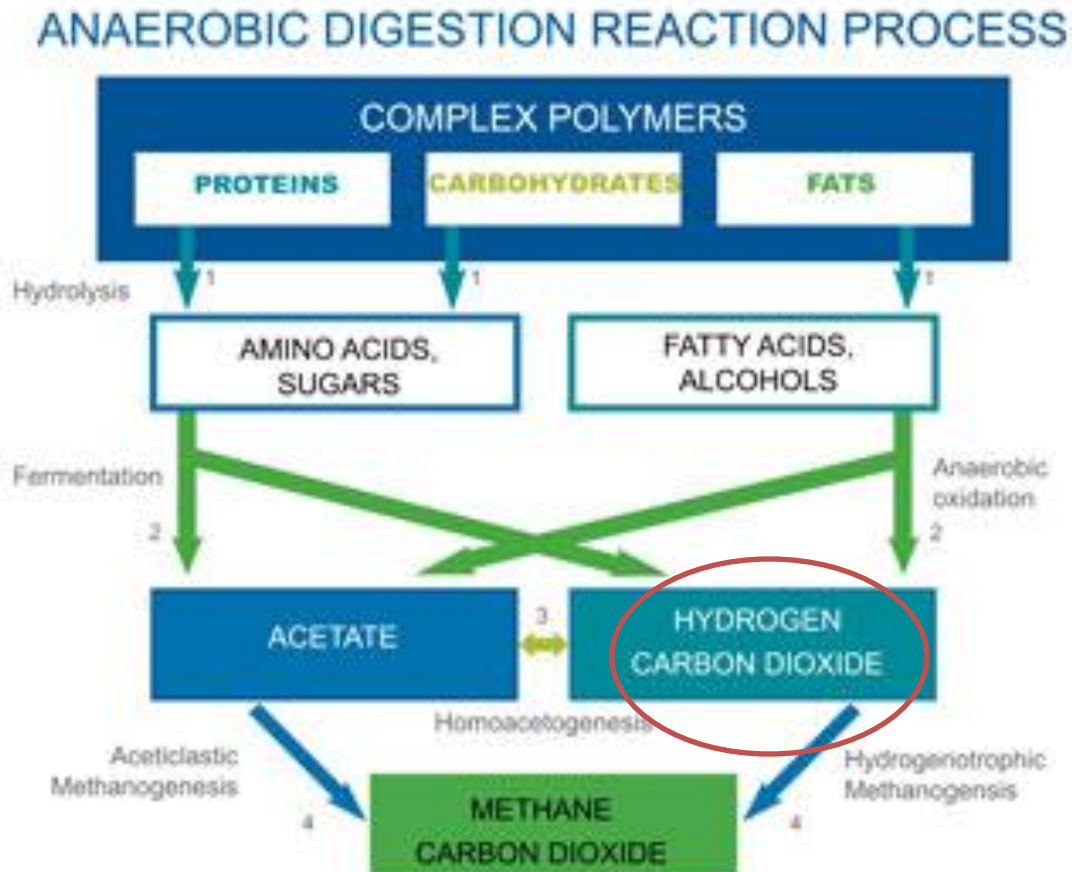 ANAEROBIC DIGESTION REACTION PROCESS
COMPLEX POLYMERS
PROTEINS
CARBOHYDRATES
FATS
1
1
1
Hydrolysis
AMINO ACIDS,
SUGARS
FATTY ACIDS,
ALCOHOLS
Fermentation
Anaerobic
oxidation
2
2
ACETATE
3
HYDROGEN
CARBON DIOXIDE
Homoacetogenesis
Aceticlastic
Methanogenesis
Hydrogeriotrophic
Methanogensis
4
4
METHANE
CARBON DIOXIDE